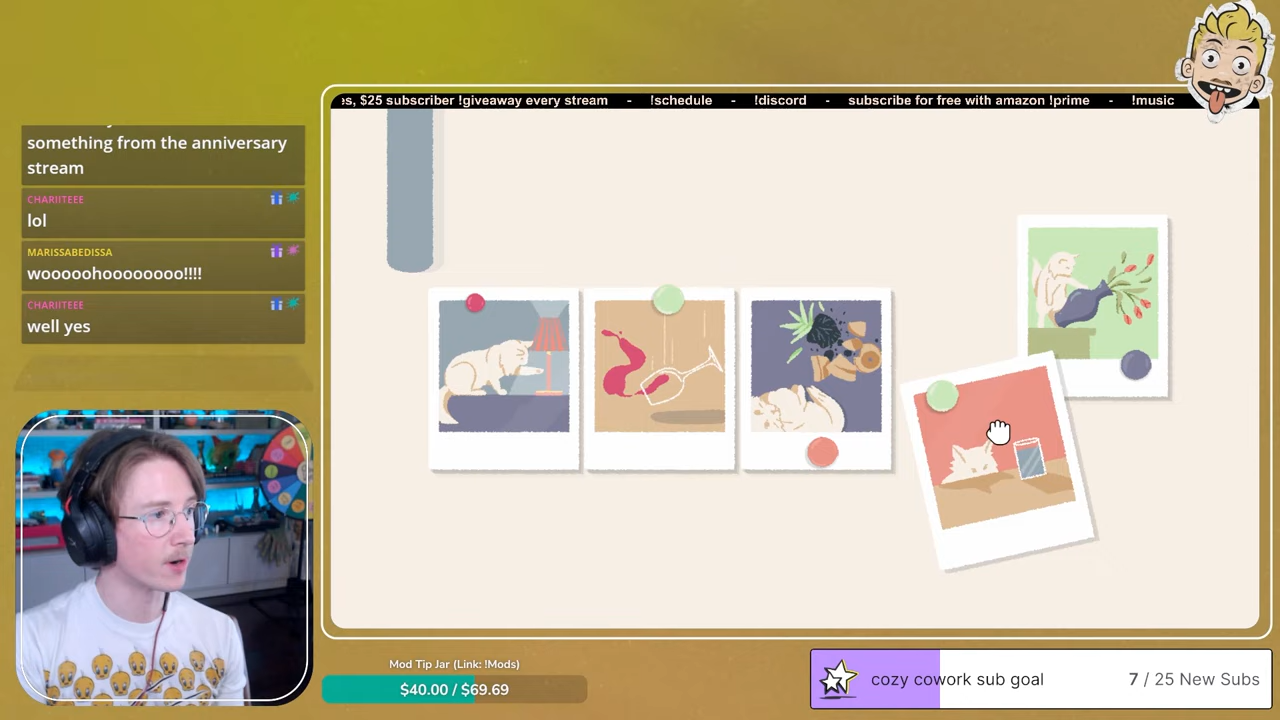 es, $25 subscriber !giveaway every stream - !schedule - !discord - subscribe for free with amazon !prime - !music
something from the anniversary
stream
CHARIITEEE
lol
MARISSABEDISSA
wooooohoooooooo!!!!
CHARIITEEE
well yes
Mod Tip Jar (Link: !Mods)
$40.00 / $69.69
cozy cowork sub goal 7 / 25 New Subs